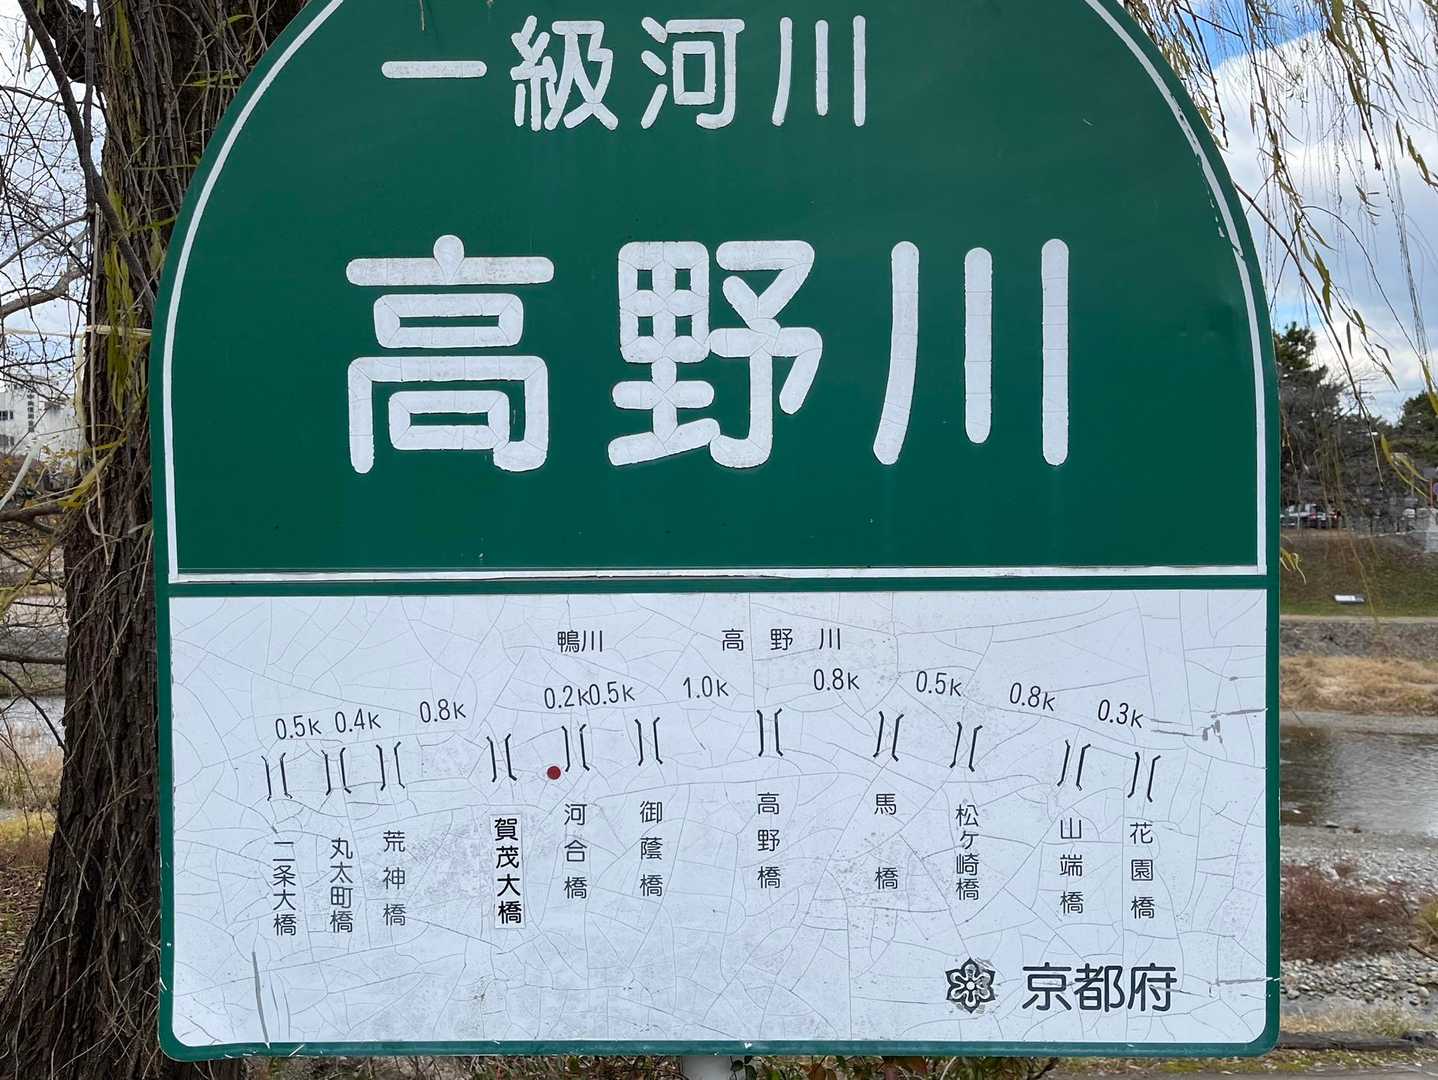 一級河川
高野川
鴨川 高野川
0.5K 0.4K 0.8K 0.2K 0.5K 1.0K 0.8K 0.5K 0.8K 0.3K
二条大橋
丸太町橋
荒神橋
賀茂大橋
河合橋
御蔭橋
高野橋
馬橋
松ヶ崎橋
山端橋
花園橋
京都府